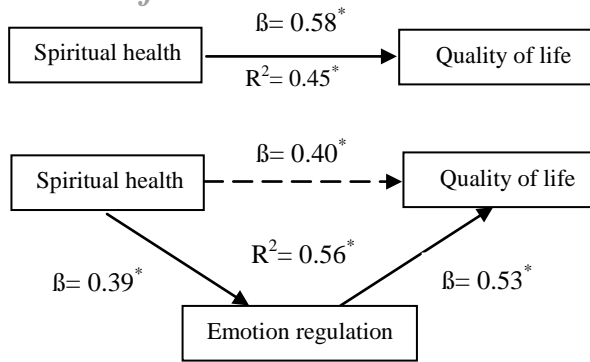 ß= 0.58*
Spiritual health
Quality of life
R²= 0.45*
ß= 0.40*
Spiritual health
Quality of life
R²= 0.56*
ß= 0.39*
ß= 0.53*
Emotion regulation